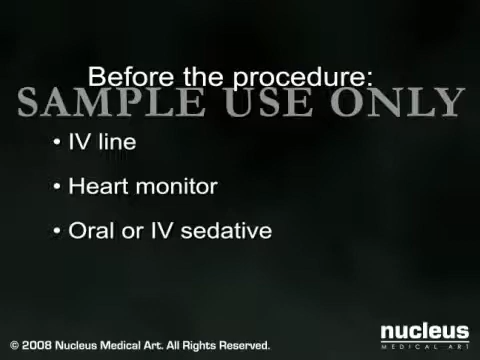 Before the procedure:
SAMPLE USE ONLY
• IV line
• Heart monitor
• Oral or IV sedative
nucleus
MEDICAL ART
© 2008 Nucleus Medical Art. All Rights Reserved.